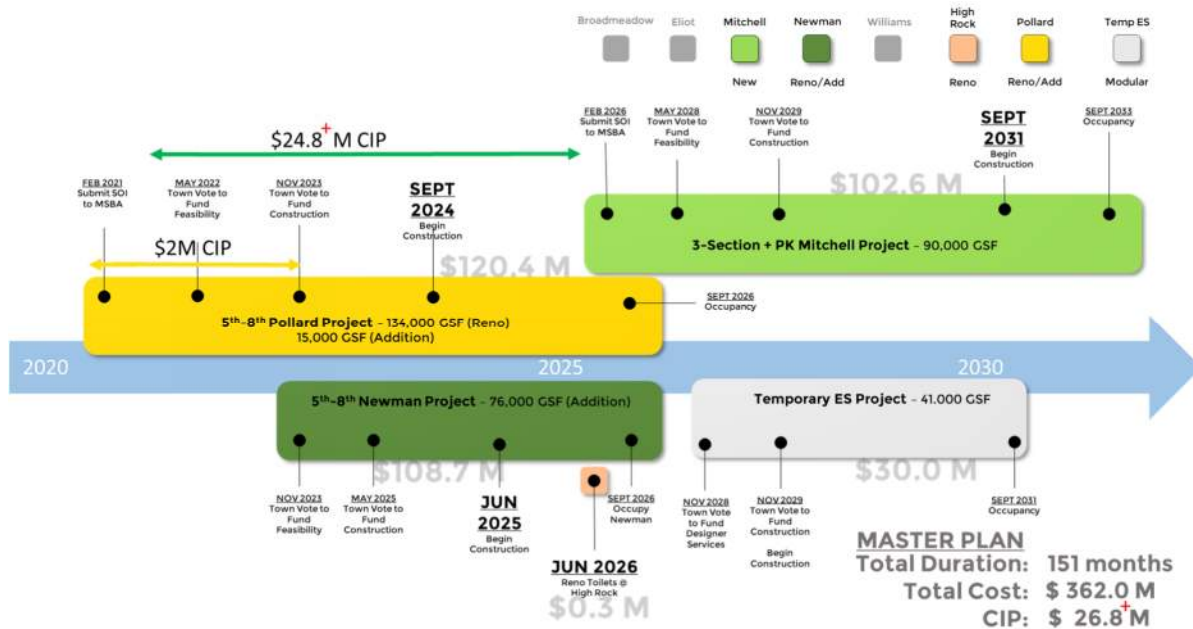 Broadmeadow
Eliot
Mitchell
Newman
Williams
High
Rock
Pollard
Temp ES
New
Reno/Add
Reno
Reno/Add
Modular
FEB 2026
Submit SOI
to MSBA
MAY 2028
Town Vote to
Fund
Feasibility
NOV 2029
Town Vote to
Fund
Construction
SEPT
2031
Begin
Construction
SEPT 2033
Occupancy
$24.8+ M CIP
FEB 2021
Submit SOI
to MSBA
MAY 2022
Town Vote to
Fund
Feasibility
NOV 2023
Town Vote to
Fund
Construction
SEPT
2024
Begin
Construction
$102.6 M
3-Section + PK Mitchell Project – 90,000 GSF
$2M CIP
$120.4 M
SEPT 2026
Occupancy
5th-8th Pollard Project – 134,000 GSF (Reno)
15,000 GSF (Addition)
2020
2025
2030
5th-8th Newman Project – 76,000 GSF (Addition)
Temporary ES Project – 41.000 GSF
$108.7 M
$30.0 M
NOV 2023
Town Vote to
Fund
Feasibility
MAY 2025
Town Vote to
Fund
Construction
JUN
2025
Begin
Construction
SEPT 2026
Occupy
Newman
JUN 2026
Reno Toilets @
High Rock
$0.3 M
NOV 2028
Town Vote
to Fund
Designer
Services
NOV 2029
Town Vote to
Fund
Construction
Begin
Construction
SEPT 2031
Occupancy
MASTER PLAN
Total Duration: 151 months
Total Cost: $ 362.0 M
CIP: $ 26.8+M